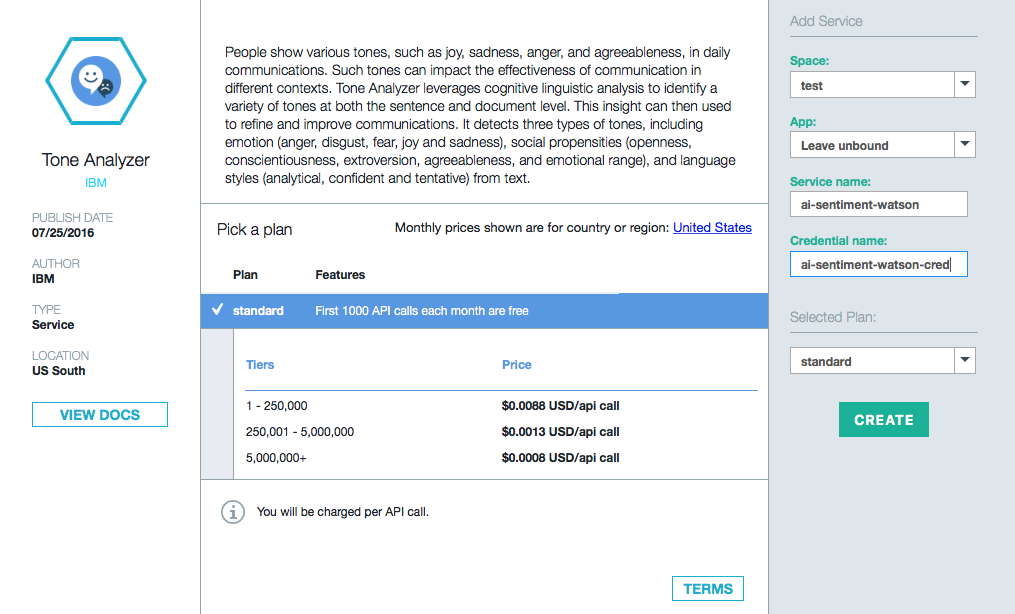 Tone Analyzer
IBM
PUBLISH DATE
07/25/2016
AUTHOR
IBM
TYPE
Service
LOCATION
US South
VIEW DOCS
People show various tones, such as joy, sadness, anger, and agreeableness, in daily
communications. Such tones can impact the effectiveness of communication in
different contexts. Tone Analyzer leverages cognitive linguistic analysis to identify a
variety of tones at both the sentence and document level. This insight can then used
to refine and improve communications. It detects three types of tones, including
emotion (anger, disgust, fear, joy and sadness), social propensities (openness,
conscientiousness, extroversion, agreeableness, and emotional range), and language
styles (analytical, confident and tentative) from text.
Pick a plan Monthly prices shown are for country or region: United States
Plan Features
standard First 1000 API calls each month are free
Tiers Price
1 - 250,000 $0.0088 USD/api call
250,001 - 5,000,000 $0.0013 USD/api call
5,000,000+ $0.0008 USD/api call
You will be charged per API call.
TERMS
Add Service
Space:
test
App:
Leave unbound
Service name:
ai-sentiment-watson
Credential name:
ai-sentiment-watson-cred
Selected Plan:
standard
CREATE